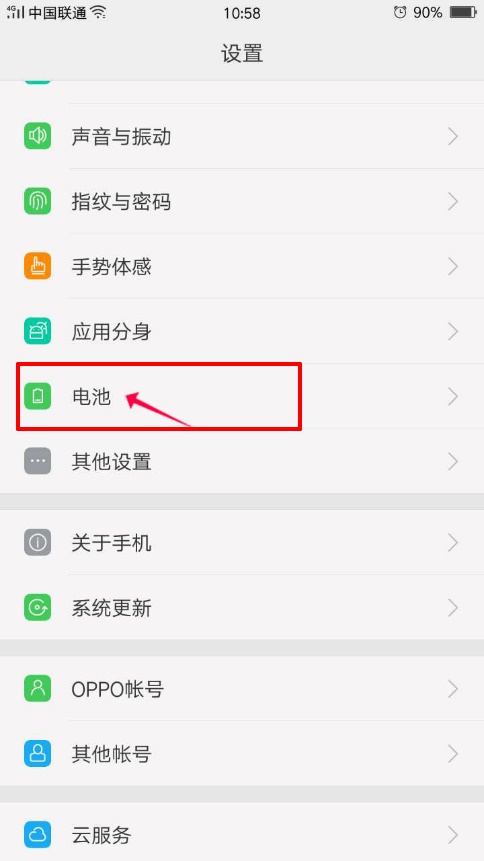 4G 中国联通 10:58 90%
设置
声音与振动
指纹与密码
手势体感
应用分身
电池
其他设置
关于手机
系统更新
OPPO帐号
其他帐号
云服务